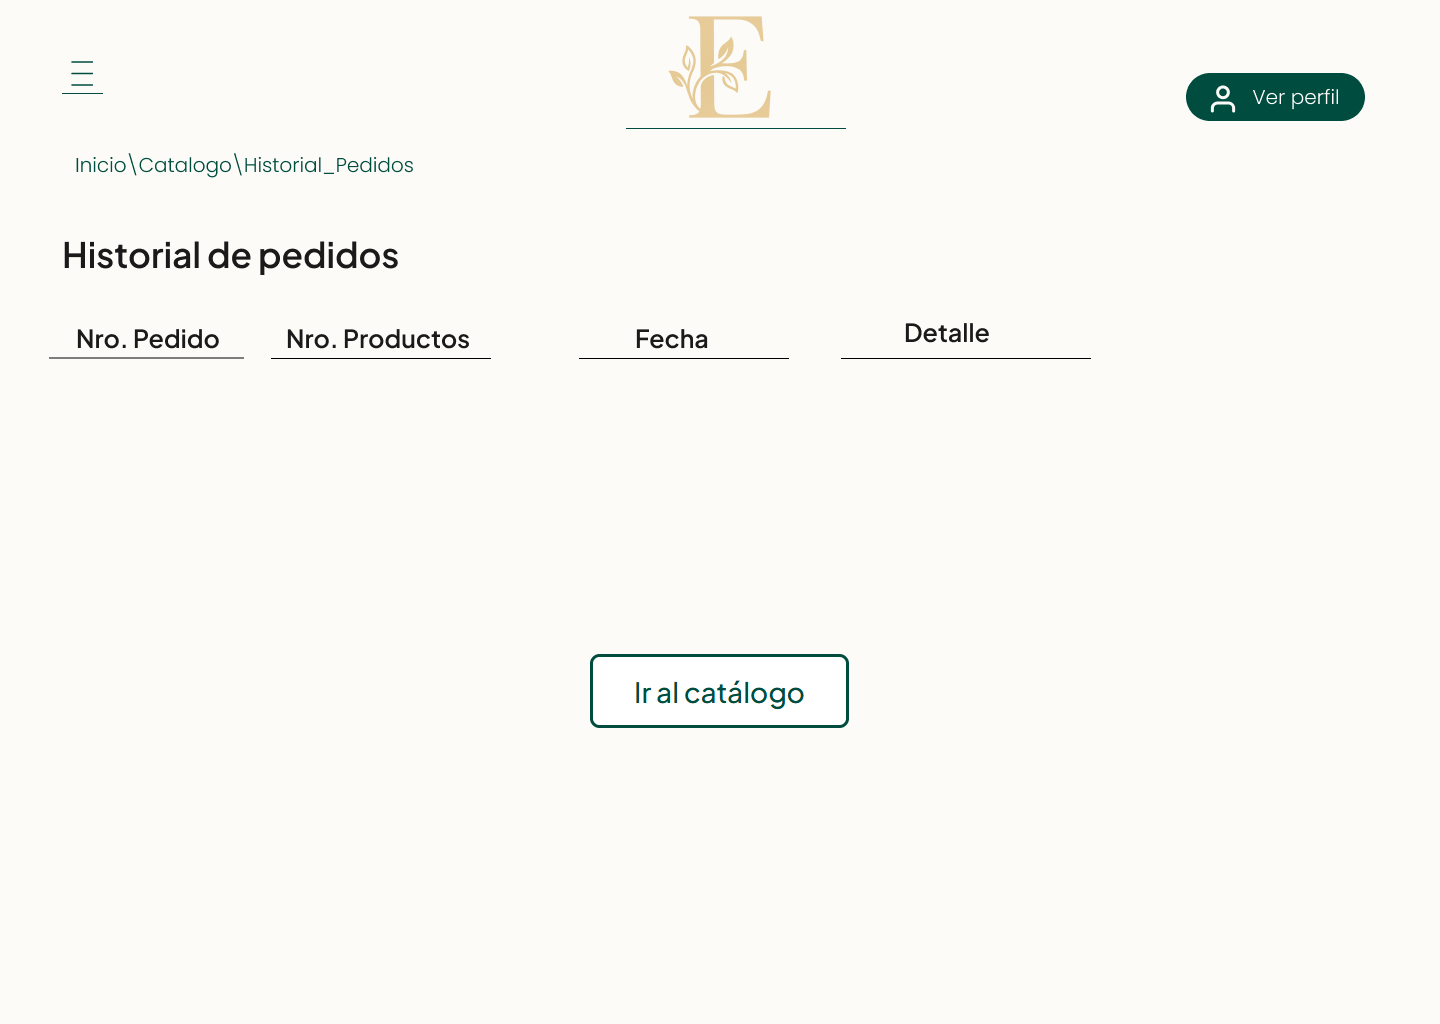 E
Ver perfil
Inicio\Catalogo\Historial_Pedidos
Historial de pedidos
Nro. Pedido Nro. Productos Fecha Detalle
Ir al catálogo